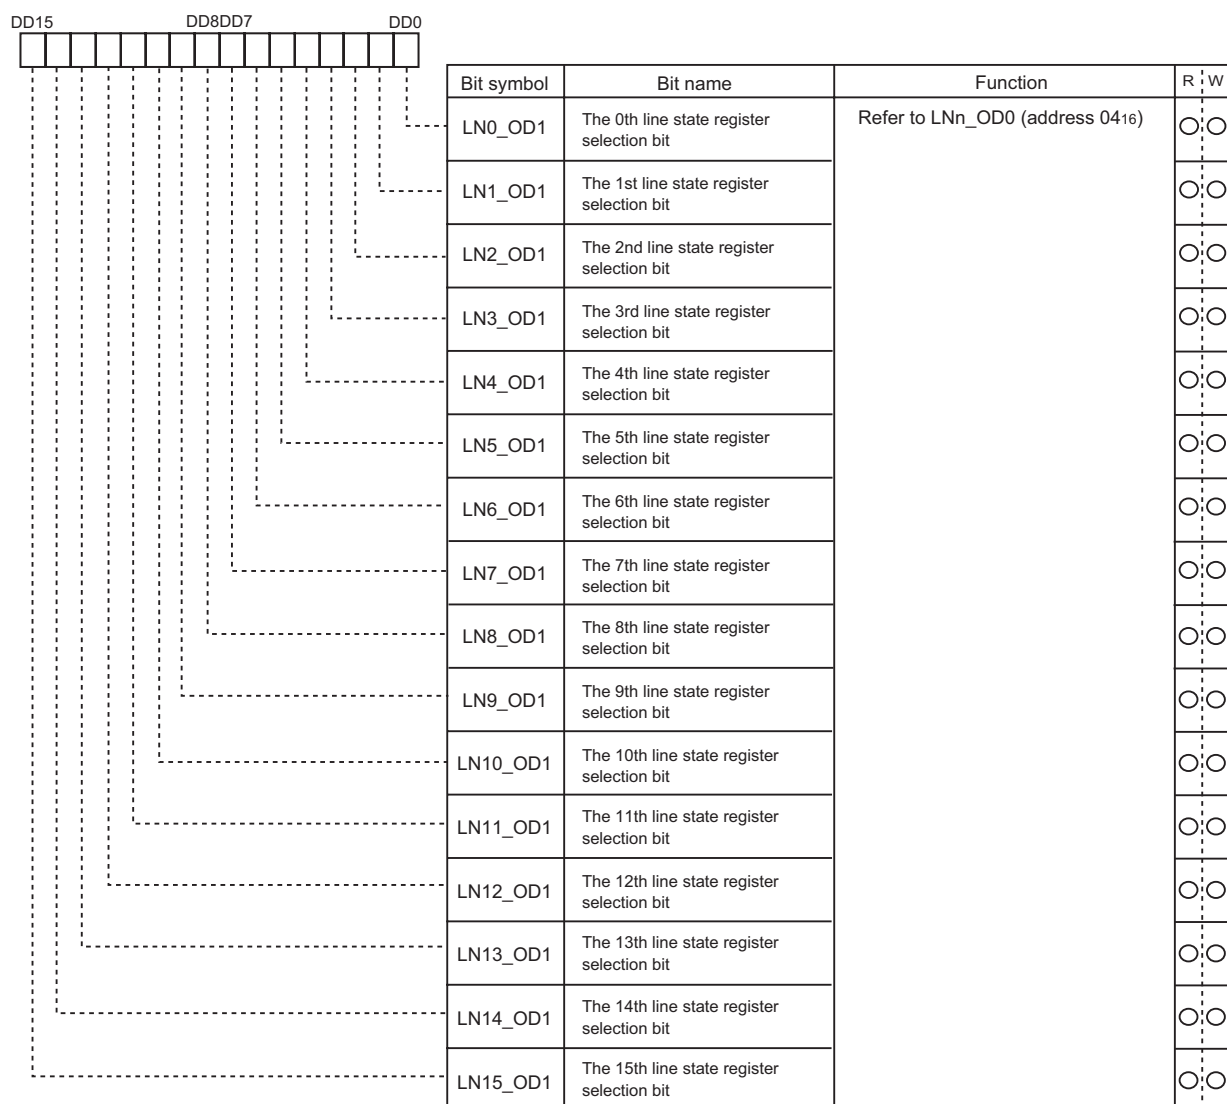 DD15 DD8DD7 DD0
Bit symbol Bit name Function R W
LN0_OD1 The 0th line state register Refer to LNn_OD0 (address 0416)
selection bit
LN1_OD1 The 1st line state register
selection bit
LN2_OD1 The 2nd line state register
selection bit
LN3_OD1 The 3rd line state register
selection bit
LN4_OD1 The 4th line state register
selection bit
LN5_OD1 The 5th line state register
selection bit
LN6_OD1 The 6th line state register
selection bit
LN7_OD1 The 7th line state register
selection bit
LN8_OD1 The 8th line state register
selection bit
LN9_OD1 The 9th line state register
selection bit
LN10_OD1 The 10th line state register
selection bit
LN11_OD1 The 11th line state register
selection bit
LN12_OD1 The 12th line state register
selection bit
LN13_OD1 The 13th line state register
selection bit
LN14_OD1 The 14th line state register
selection bit
LN15_OD1 The 15th line state register
selection bit